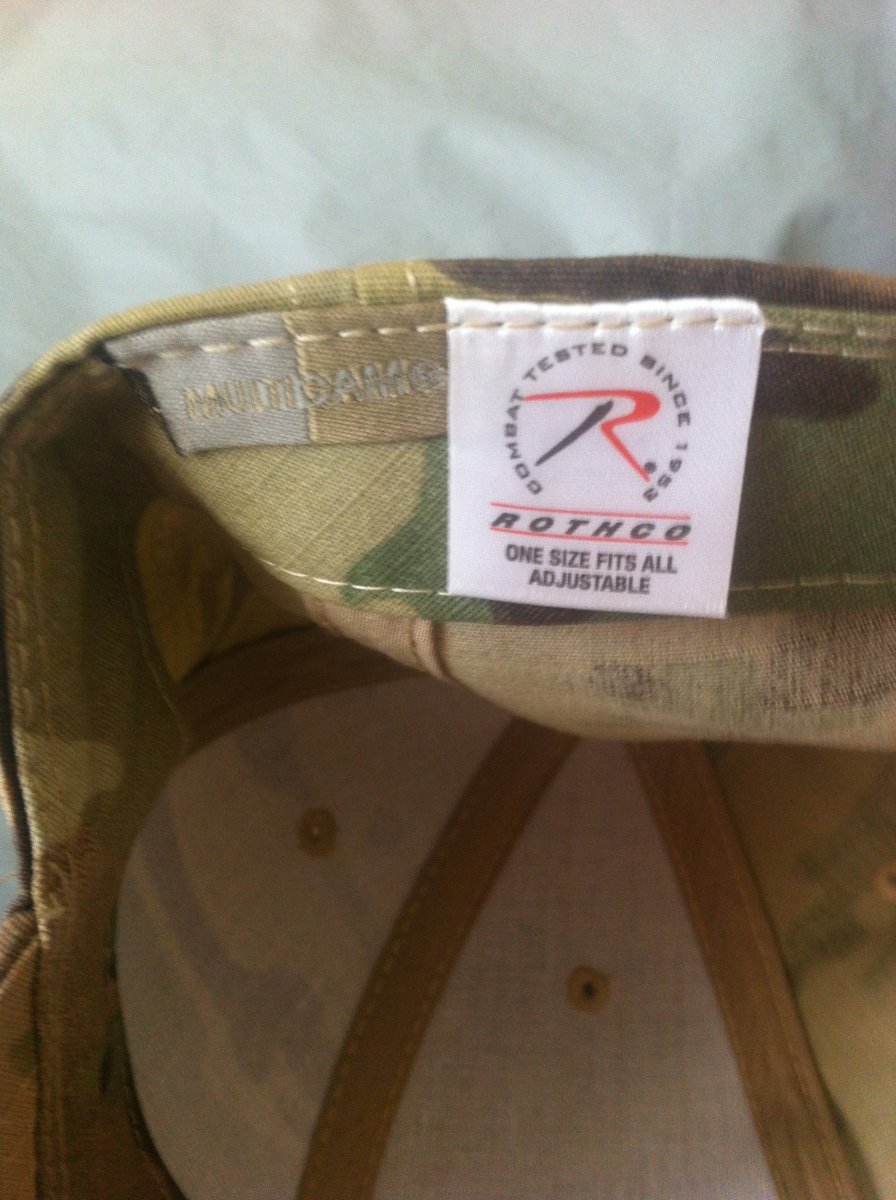 MULTICAM®
COMBAT TESTED SINCE 1953
R®
ROTHCO
ONE SIZE FITS ALL
ADJUSTABLE